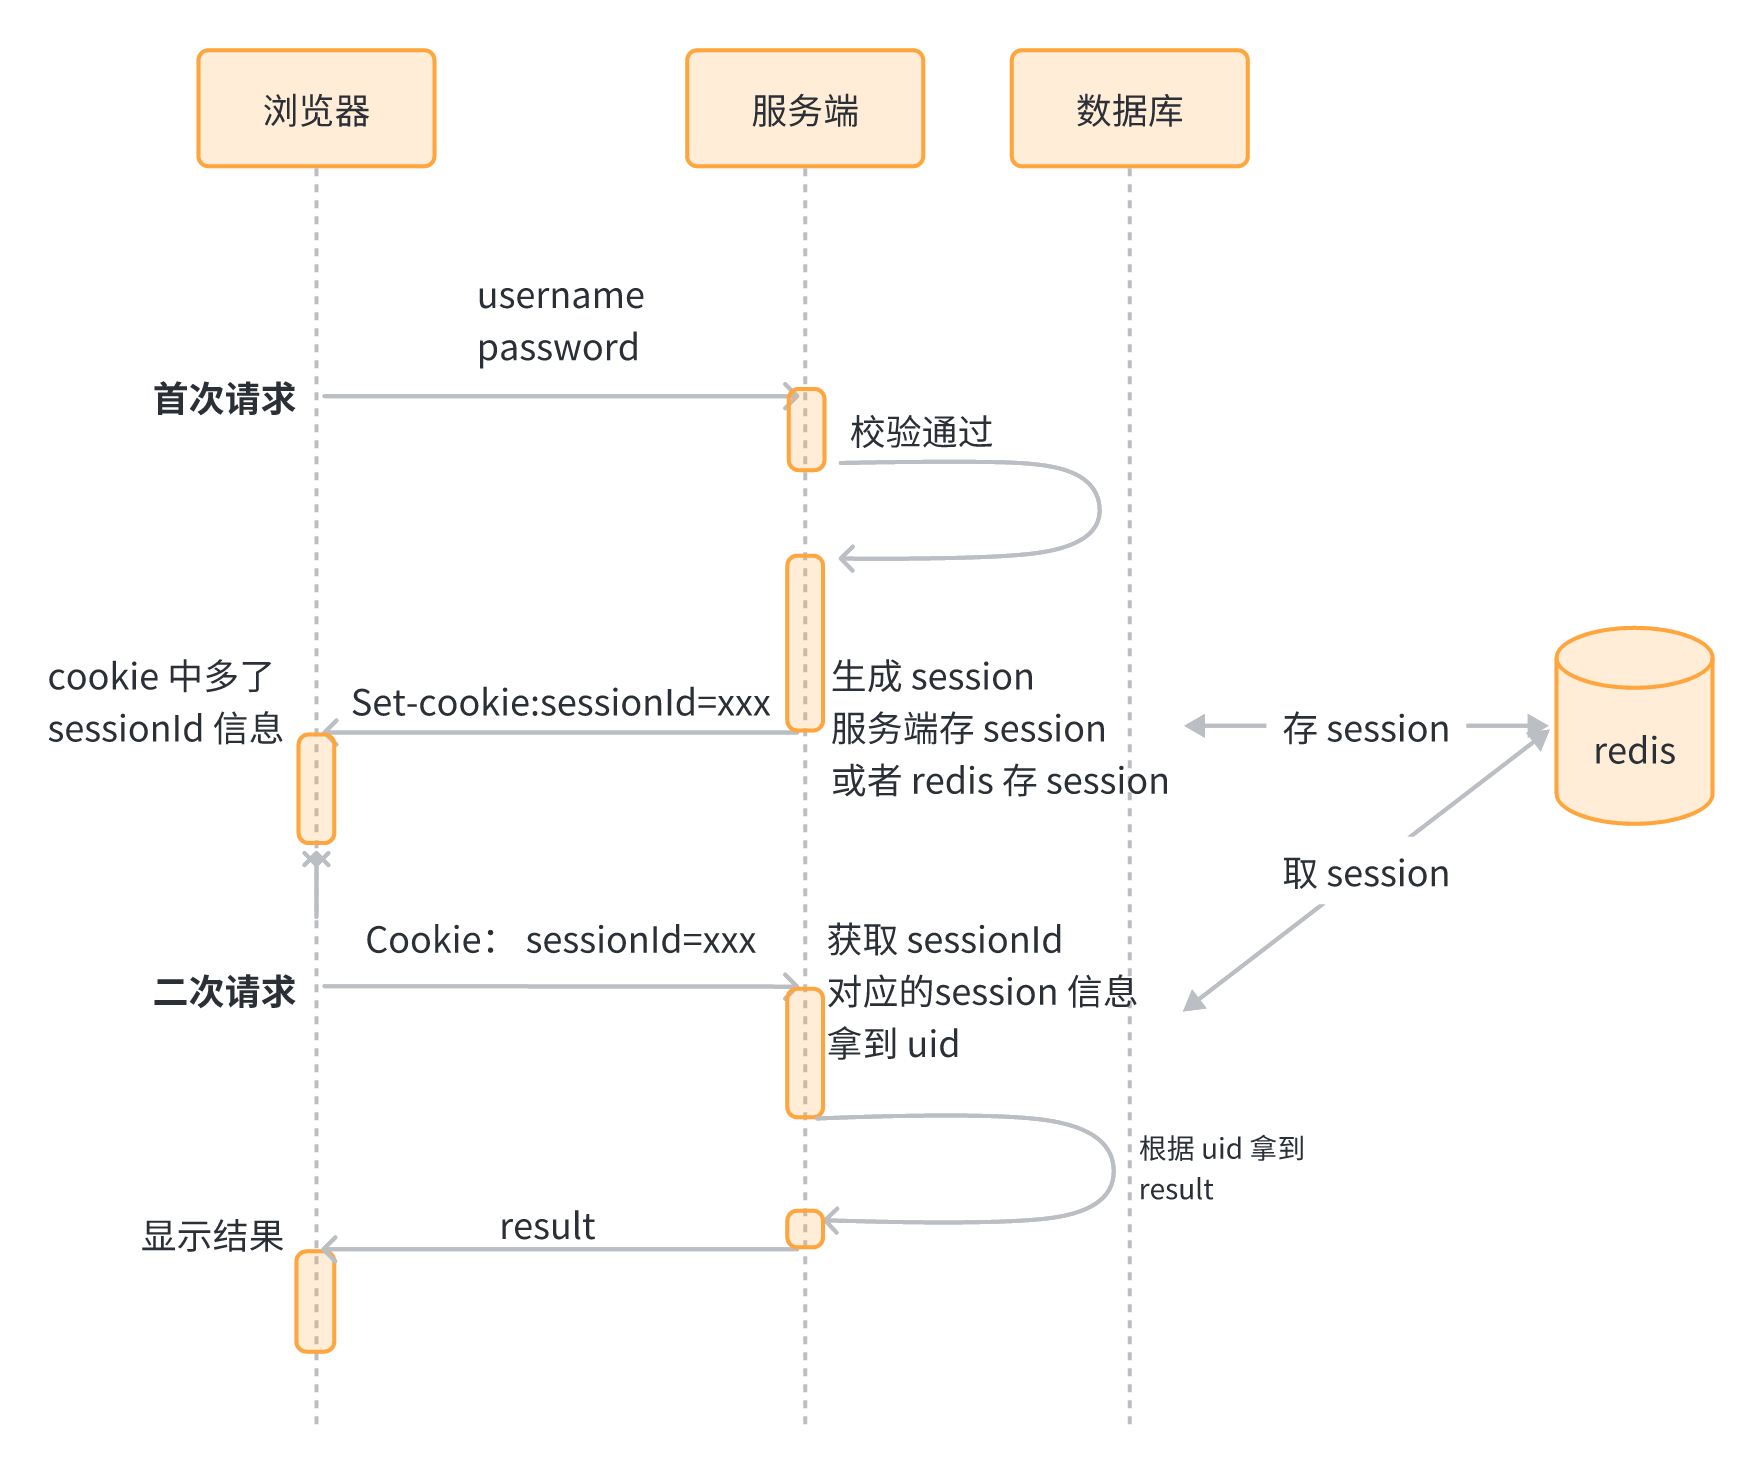 浏览器
服务端
数据库
username
password
首次请求
校验通过
cookie 中多了
sessionId 信息
Set-cookie:sessionId=xxx
生成 session
服务端存 session
或者 redis 存 session
存 session
redis
取 session
Cookie： sessionId=xxx
二次请求
获取 sessionId
对应的session 信息
拿到 uid
根据 uid 拿到
result
显示结果
result